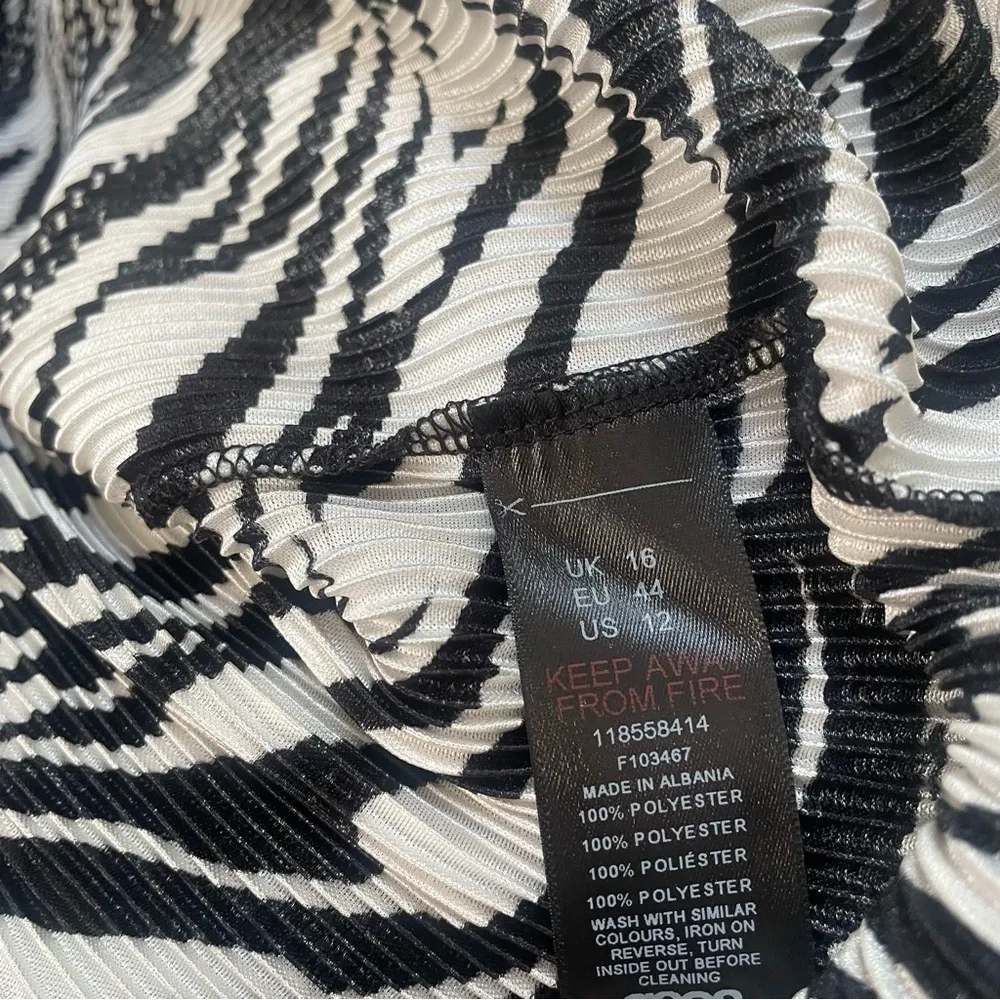 UK 16
EU 44
US 12
KEEP AWAY
FROM FIRE
118558414
F103467
MADE IN ALBANIA
100% POLYESTER
100% POLYESTER
100% POLIÉSTER
100% POLYESTER
WASH WITH SIMILAR
COLOURS, IRON ON
REVERSE, TURN
INSIDE OUT BEFORE
CLEANING